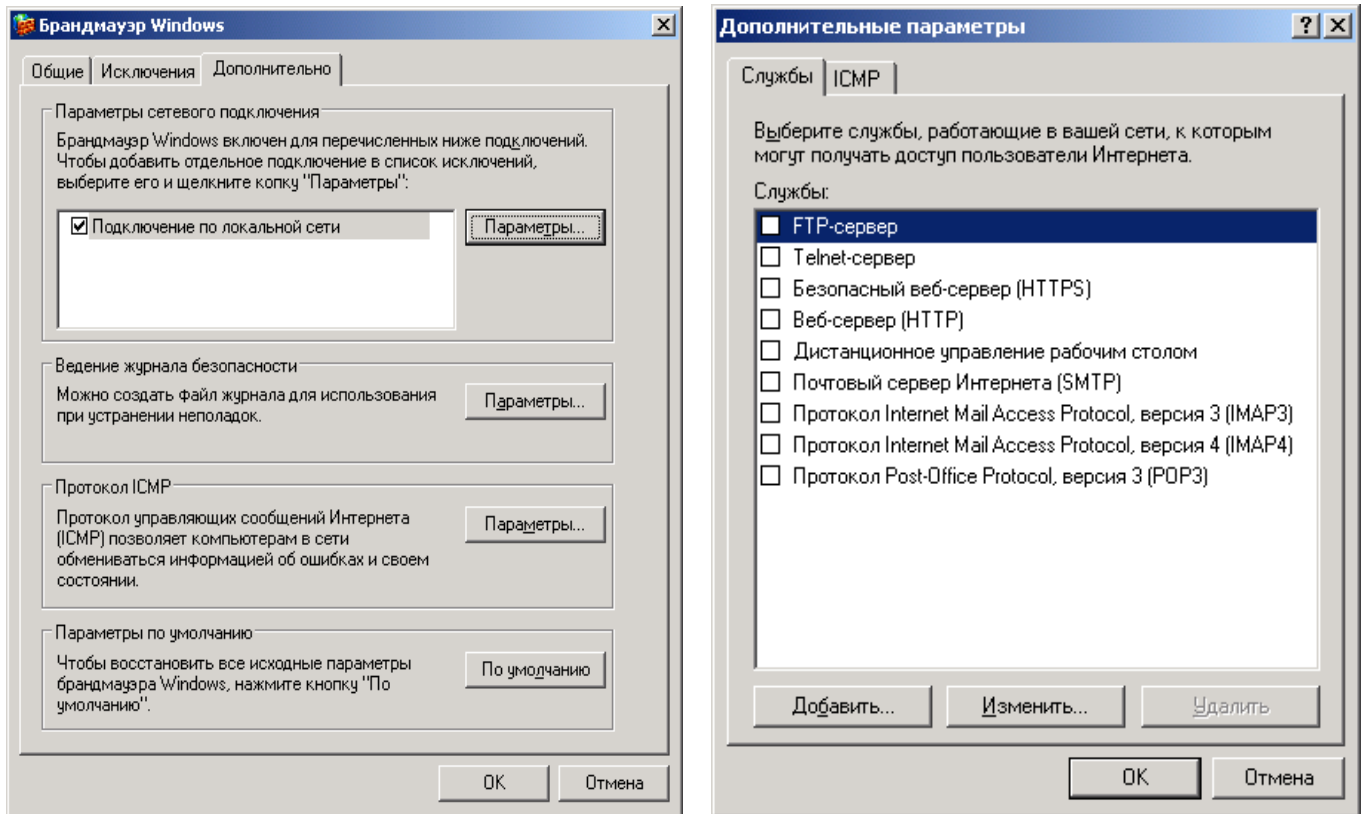 Брандмауэр Windows
Общие
Исключения
Дополнительно
Параметры сетевого подключения
Брандмауэр Windows включен для перечисленных ниже подключений.
Чтобы добавить отдельное подключение в список исключений,
выберите его и щелкните копку "Параметры":
Подключение по локальной сети
Параметры...
Ведение журнала безопасности
Можно создать файл журнала для использования
при устранении неполадок.
Параметры...
Протокол ICMP
Протокол управляющих сообщений Интернета
(ICMP) позволяет компьютерам в сети
обмениваться информацией об ошибках и своем
состоянии.
Параметры...
Параметры по умолчанию
Чтобы восстановить все исходные параметры
брандмауэра Windows, нажмите кнопку "По
умолчанию".
По умолчанию
OK
Отмена
Дополнительные параметры
Службы
ICMP
Выберите службы, работающие в вашей сети, к которым
могут получать доступ пользователи Интернета.
Службы:
FTP-сервер
Telnet-сервер
Безопасный веб-сервер (HTTPS)
Веб-сервер (HTTP)
Дистанционное управление рабочим столом
Почтовый сервер Интернета (SMTP)
Протокол Internet Mail Access Protocol, версия 3 (IMAP3)
Протокол Internet Mail Access Protocol, версия 4 (IMAP4)
Протокол Post-Office Protocol, версия 3 (POP3)
Добавить...
Изменить...
Удалить
OK
Отмена